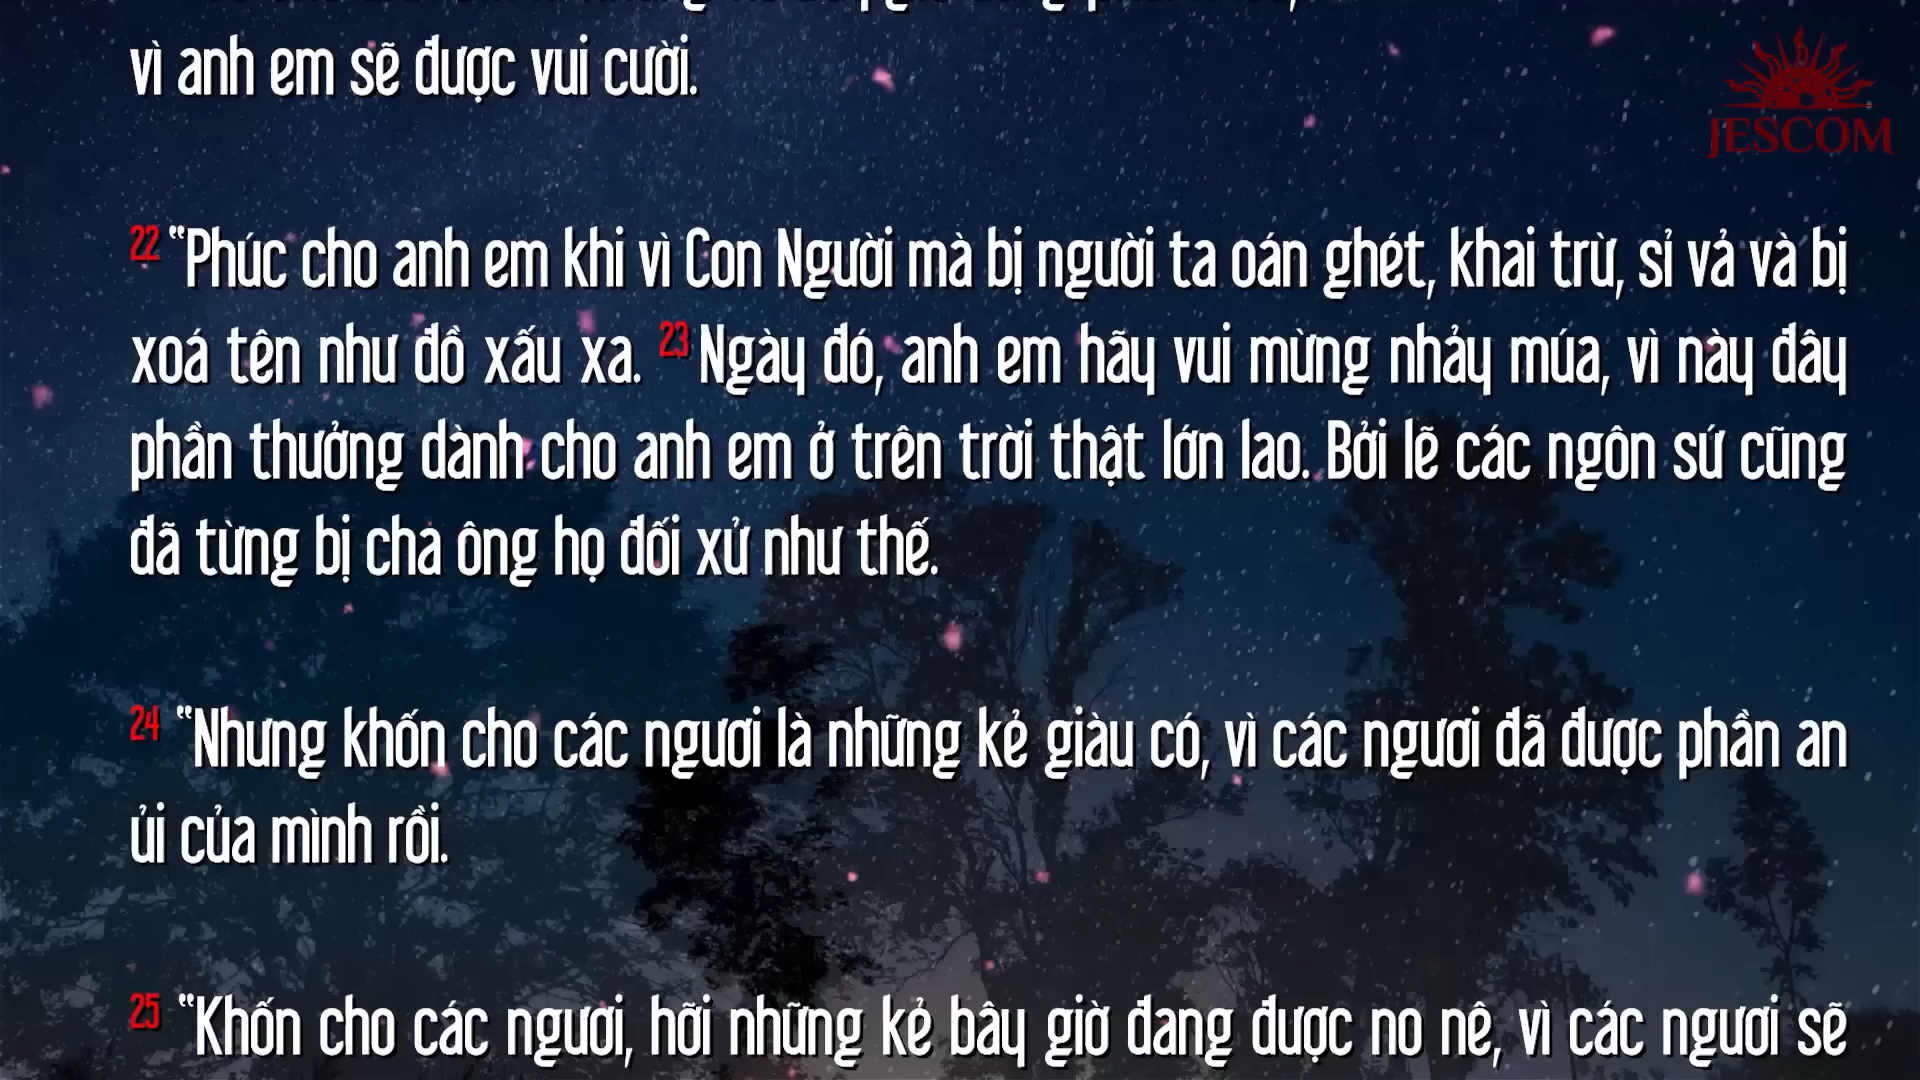 vì anh em sẽ được vui cười.
JESCOM
22 “Phúc cho anh em khi vì Con Người mà bị người ta oán ghét, khai trừ, sỉ vả và bị
xoá tên như đồ xấu xa. 23 Ngày đó, anh em hãy vui mừng nhảy múa, vì này đây
phần thưởng dành cho anh em ở trên trời thật lớn lao. Bởi lẽ các ngôn sứ cũng
đã từng bị cha ông họ đối xử như thế.
24 “Nhưng khốn cho các ngươi là những kẻ giàu có, vì các ngươi đã được phần an
ủi của mình rồi.
25 “Khốn cho các ngươi, hỡi những kẻ bây giờ đang được no nê, vì các ngươi sẽ